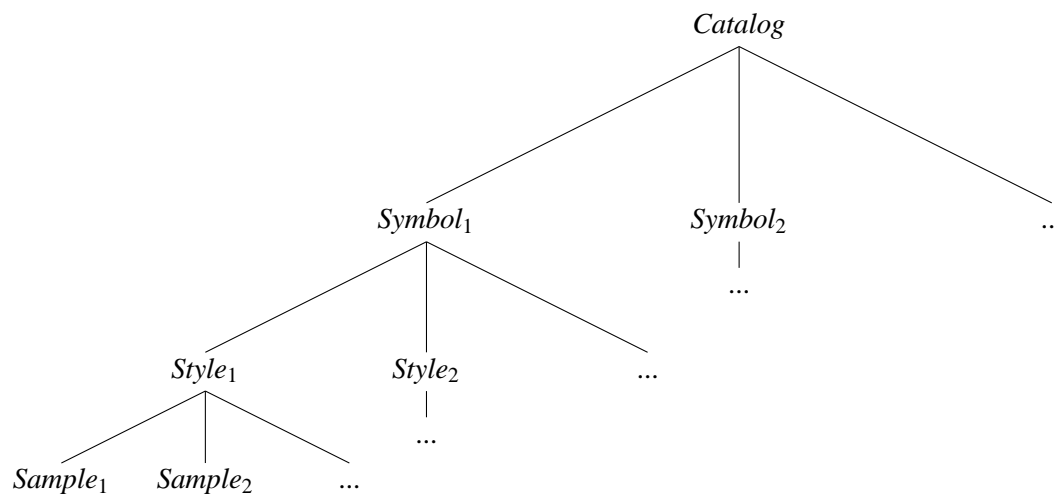 Catalog
Symbol₁ Symbol₂ ..
...
Style₁ Style₂ ...
...
Sample₁ Sample₂ ...